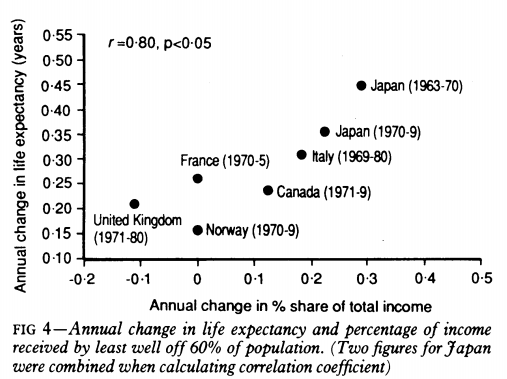 Annual change in life expectancy (years)
0·55
0·50
0·45
0·40
0·35
0·30
0·25
0·20
0·15
0·10
r=0·80, p<0·05
Japan (1963-70)
Japan (1970-9)
Italy (1969-80)
France (1970-5)
Canada (1971-9)
United Kingdom
(1971-80)
Norway (1970-9)
-0·2 -0·1 0 0·1 0·2 0·3 0·4 0·5
Annual change in % share of total income
FIG 4—Annual change in life expectancy and percentage of income
received by least well off 60% of population. (Two figures for Japan
were combined when calculating correlation coefficient)